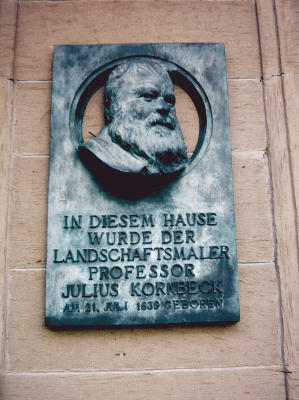 IN DIESEM HAUSE
WURDE DER
LANDSCHAFTSMALER
PROFESSOR
JULIUS KORNBECK
AM 21. JULI 1839 GEBOREN